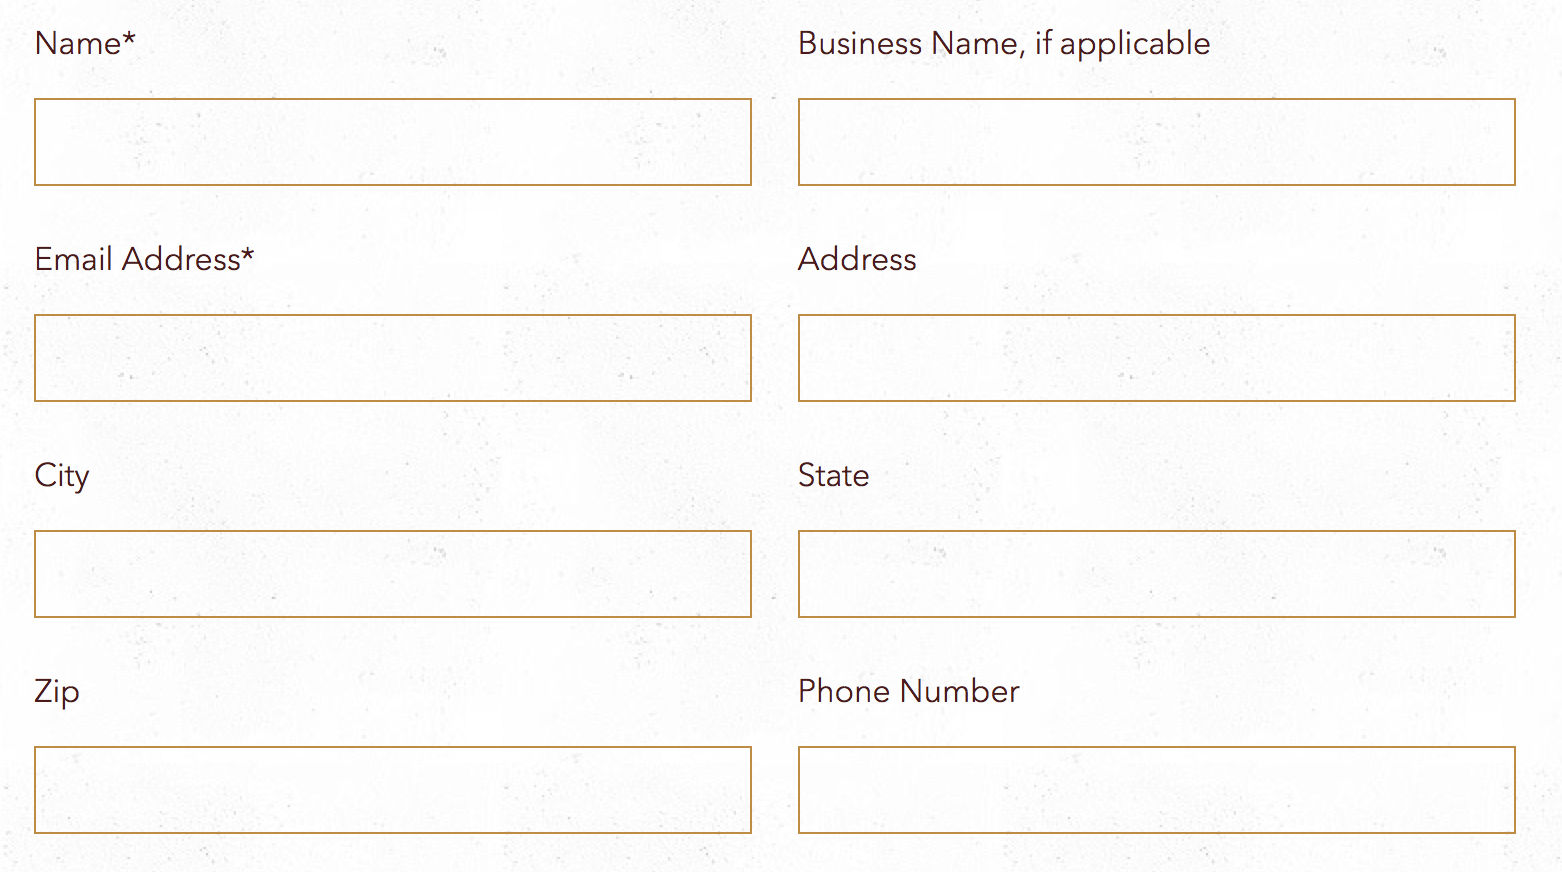 Name*
Business Name, if applicable
Email Address*
Address
City
State
Zip
Phone Number